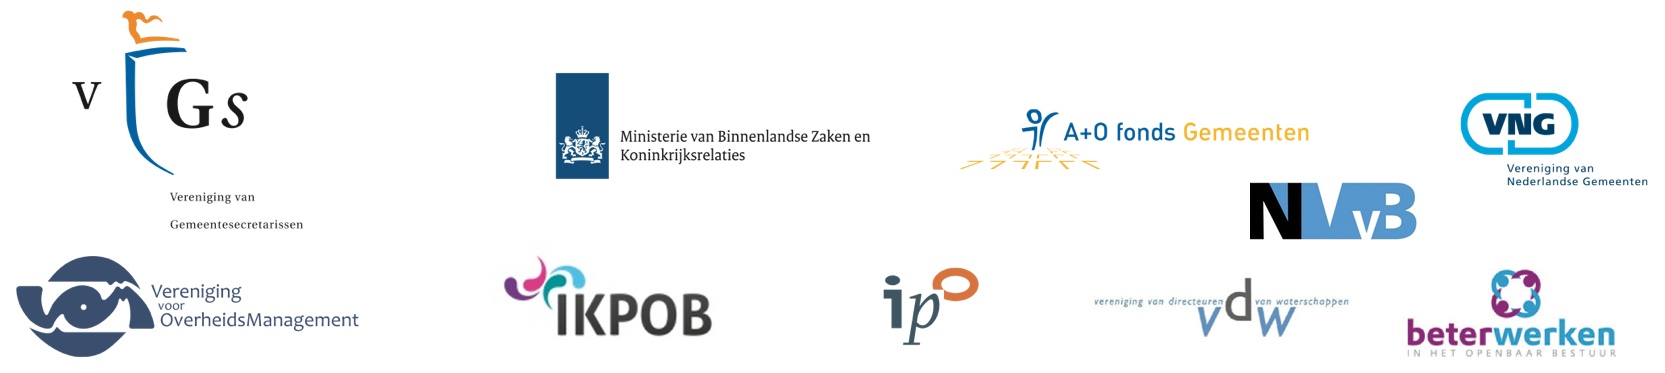 V Gs
Vereniging van
Gemeentesecretarissen
Ministerie van Binnenlandse Zaken en
Koninkrijksrelaties
A+O fonds Gemeenten
VNG
Vereniging van
Nederlandse Gemeenten
NVvB
Vereniging
voor
OverheidsManagement
IKPOB
ipo
vereniging van directeuren van waterschappen
vdw
beterwerken
IN HET OPENBAAR BESTUUR